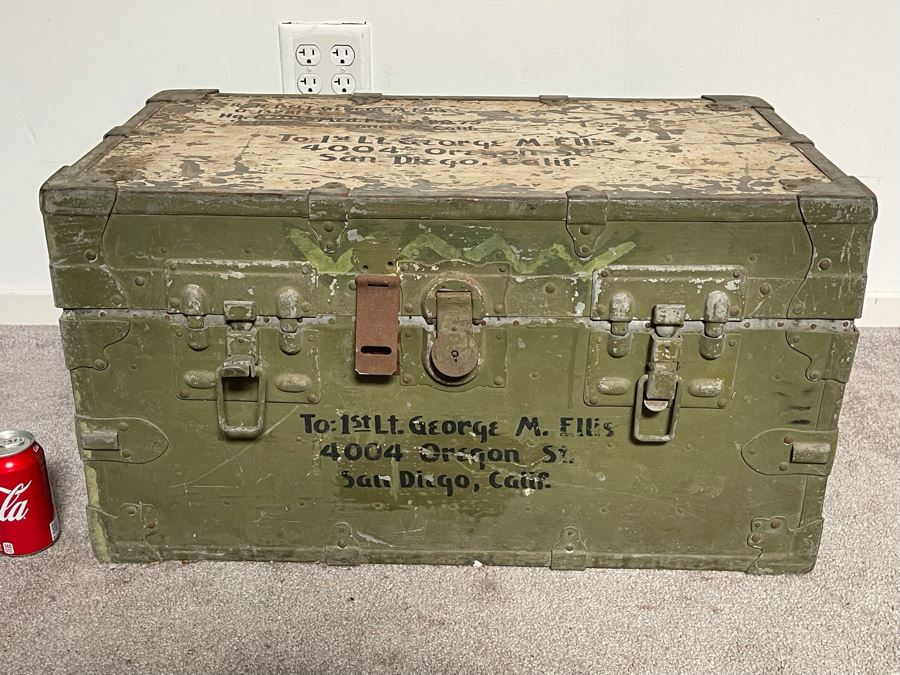 To: 1st Lt. George M. Ellis
4004 Oregon St.
San Diego, Calif.
To: 1st Lt. George M. Ellis
4004 Oregon St.
San Diego, Calif.